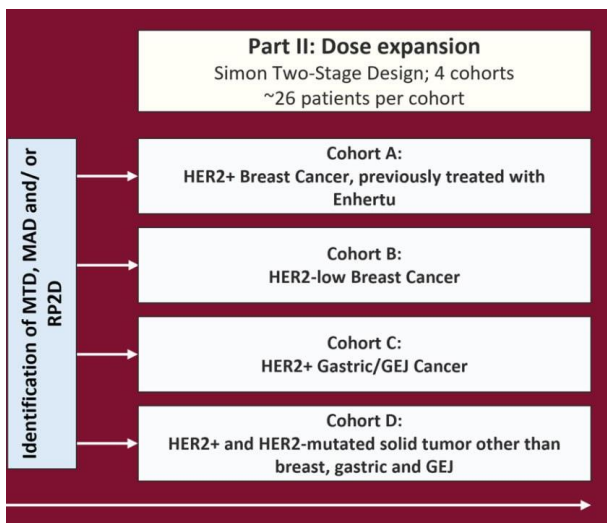 Part II: Dose expansion
Simon Two-Stage Design; 4 cohorts
~26 patients per cohort
Identification of MTD, MAD and/ or
RP2D
Cohort A:
HER2+ Breast Cancer, previously treated with
Enhertu
Cohort B:
HER2-low Breast Cancer
Cohort C:
HER2+ Gastric/GEJ Cancer
Cohort D:
HER2+ and HER2-mutated solid tumor other than
breast, gastric and GEJ